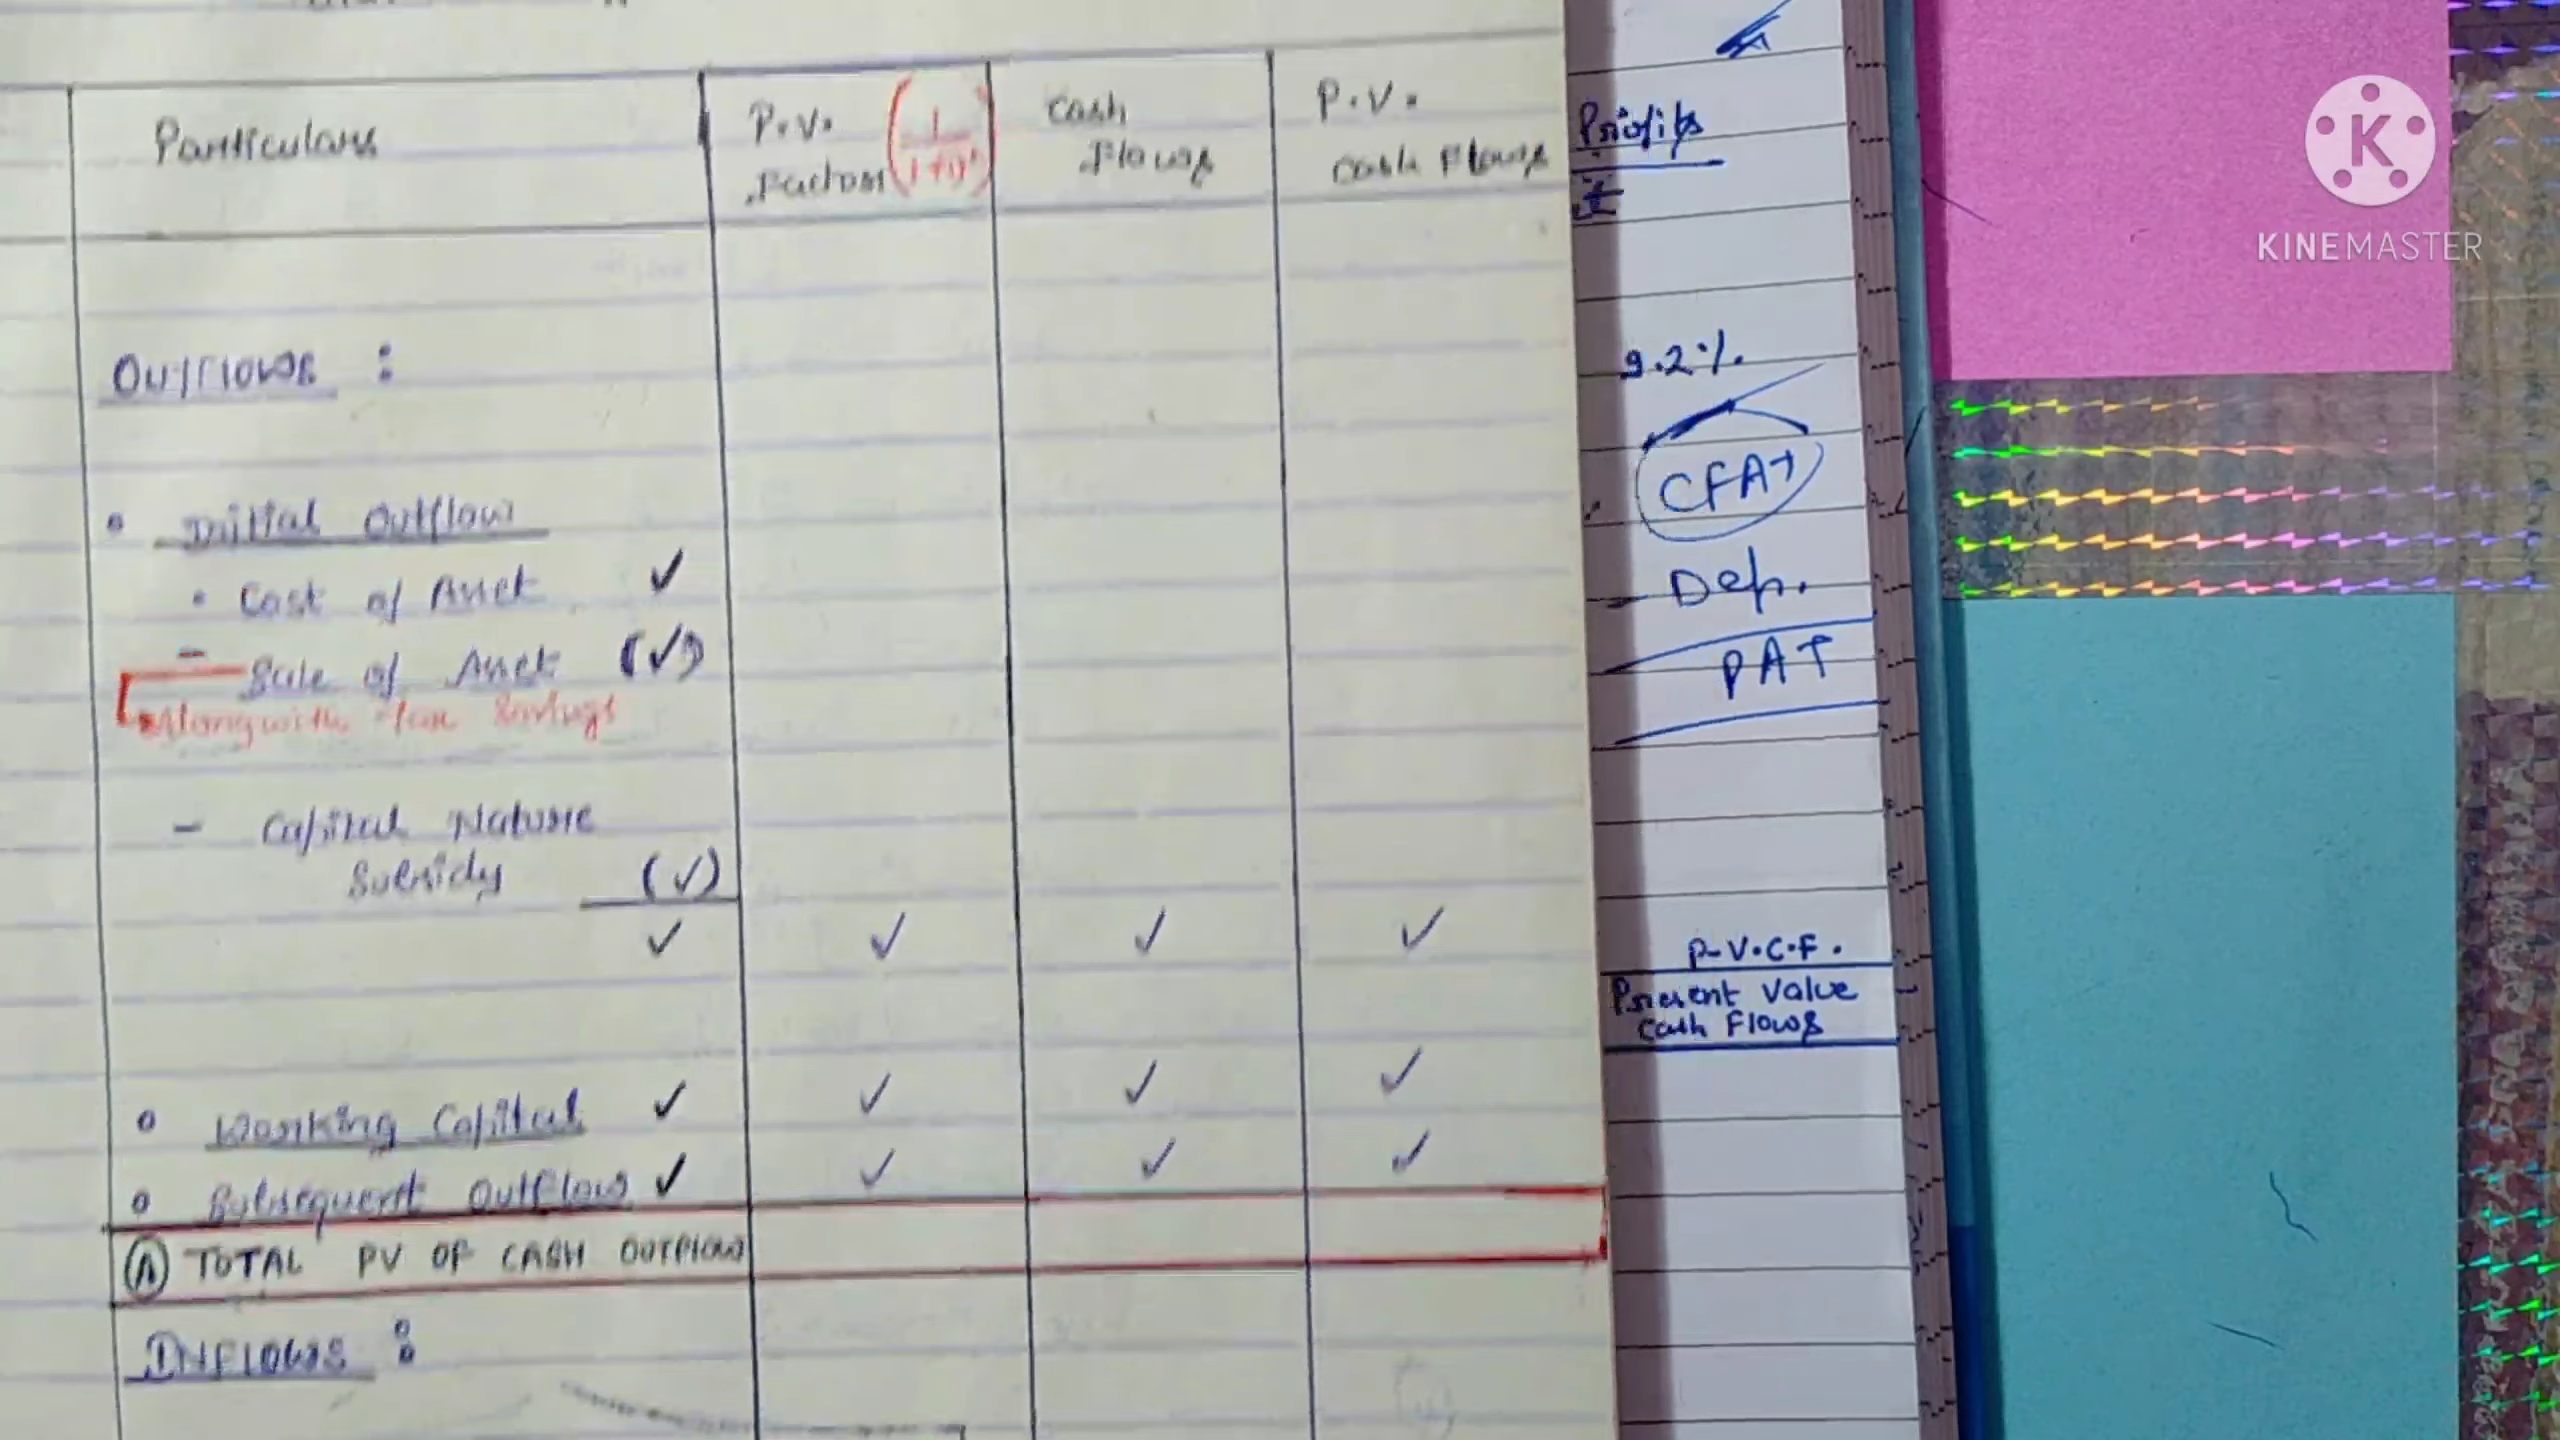 Particulars
P.V. Factor (1/(1+r)
Cash Flows
P.V. Cash Flows
OUTFLOWS :
Initial Outflow
Cost of Asset ✓
- Sale of Asset (✓)
Along with Tax Savings
- Capital Nature
Subsidy (✓)
✓ ✓ ✓ ✓
Working Capital ✓ ✓ ✓ ✓
Subsequent Outflow ✓ ✓ ✓ ✓
(A) TOTAL PV OF CASH OUTFLOW
INFLOWS :
9.2%
CFAT
- Dep.
PAT
P.V.C.F.
Present Value
Cash Flows
KINEMASTER